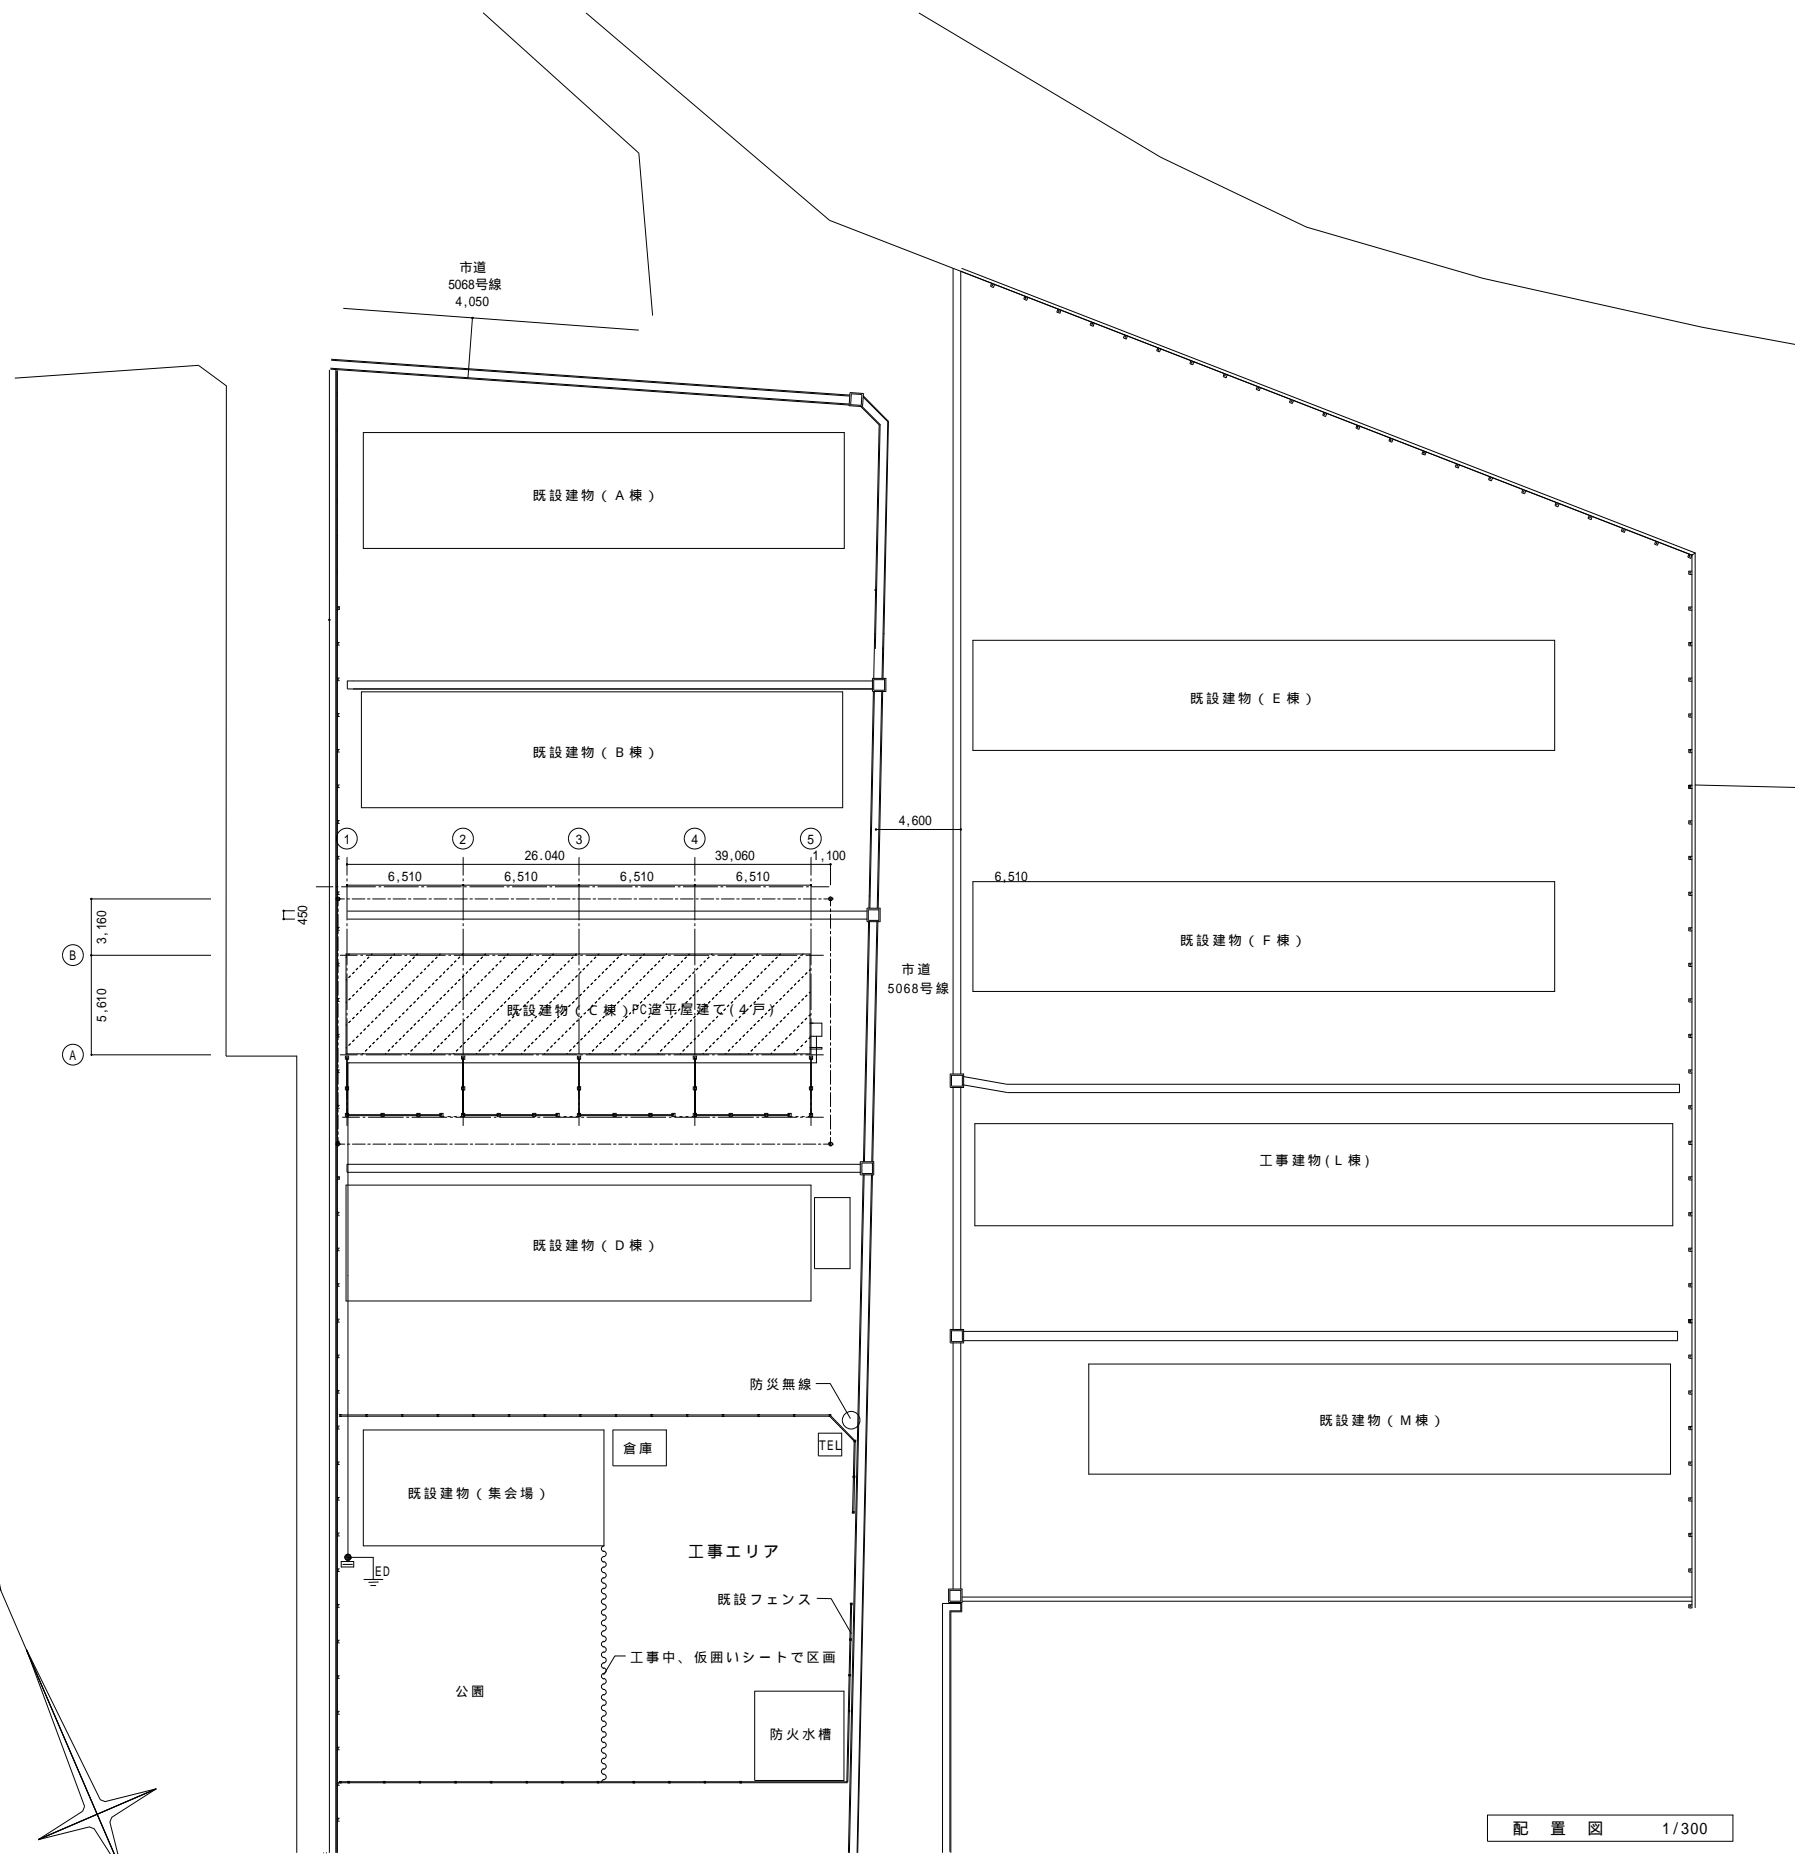 市道
5068号線
4,050
既設建物(A棟)
既設建物(E棟)
既設建物(B棟)
4,600
1
2
3
4
5
26.040
39,060
1,100
6,510
6,510
6,510
6,510
6,510
450
3,160
B
5,610
A
既設建物(F棟)
市道
5068号線
既設建物(C棟)PC造平屋建て(4戸)
工事建物(L棟)
既設建物(D棟)
防災無線
TEL
倉庫
既設建物(M棟)
既設建物(集会場)
工事エリア
ED
既設フェンス
工事中、仮囲いシートで区画
公園
防火水槽
配置図 1/300